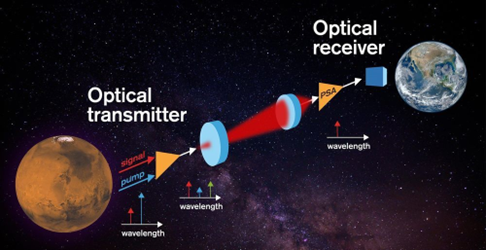 Optical
receiver
PSA
Optical
transmitter
wavelength
signal
pump
wavelength
wavelength